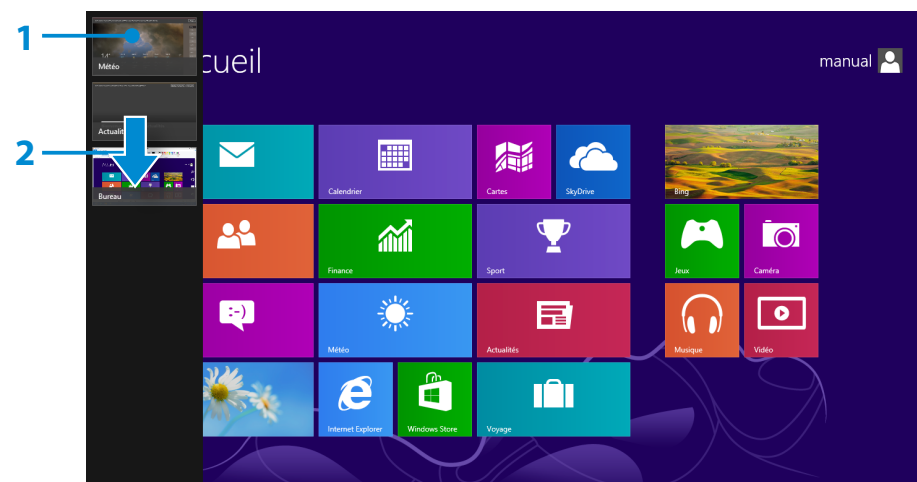 1
Météo
cueil
manual
Actualit
2
Bureau
Calendrier
Cartes
SkyDrive
Bing
Finance
Sport
Jeux
Caméra
:-)
Météo
Actualités
Musique
Vidéo
Internet Explorer
Windows Store
Voyage